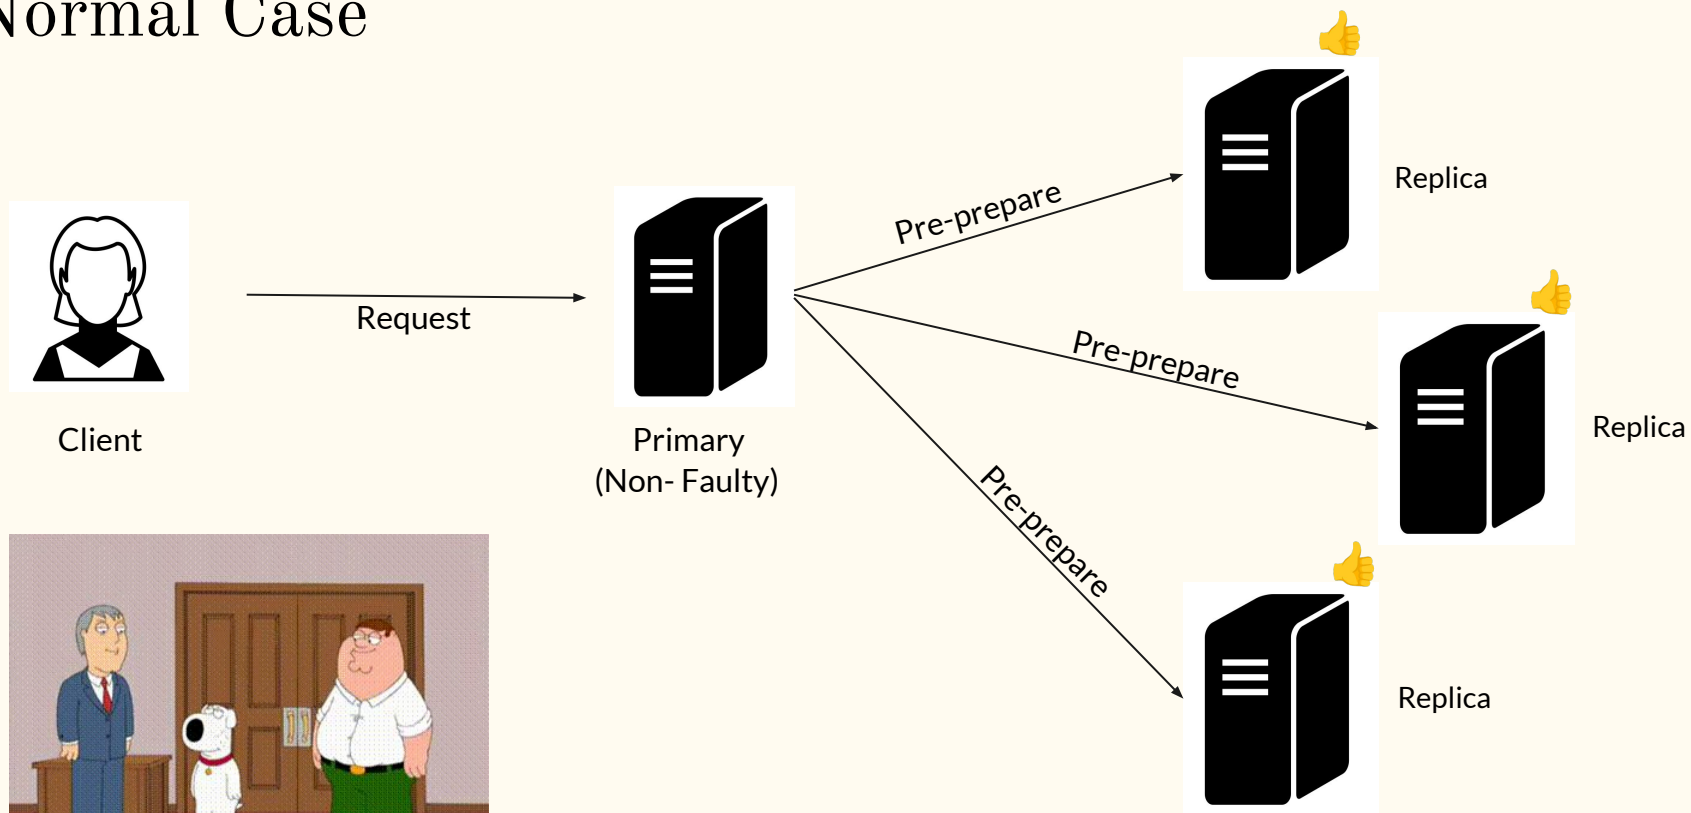 Normal Case
Request
Client
Primary
(Non- Faulty)
Pre-prepare
Pre-prepare
Pre-prepare
Replica
Replica
Replica